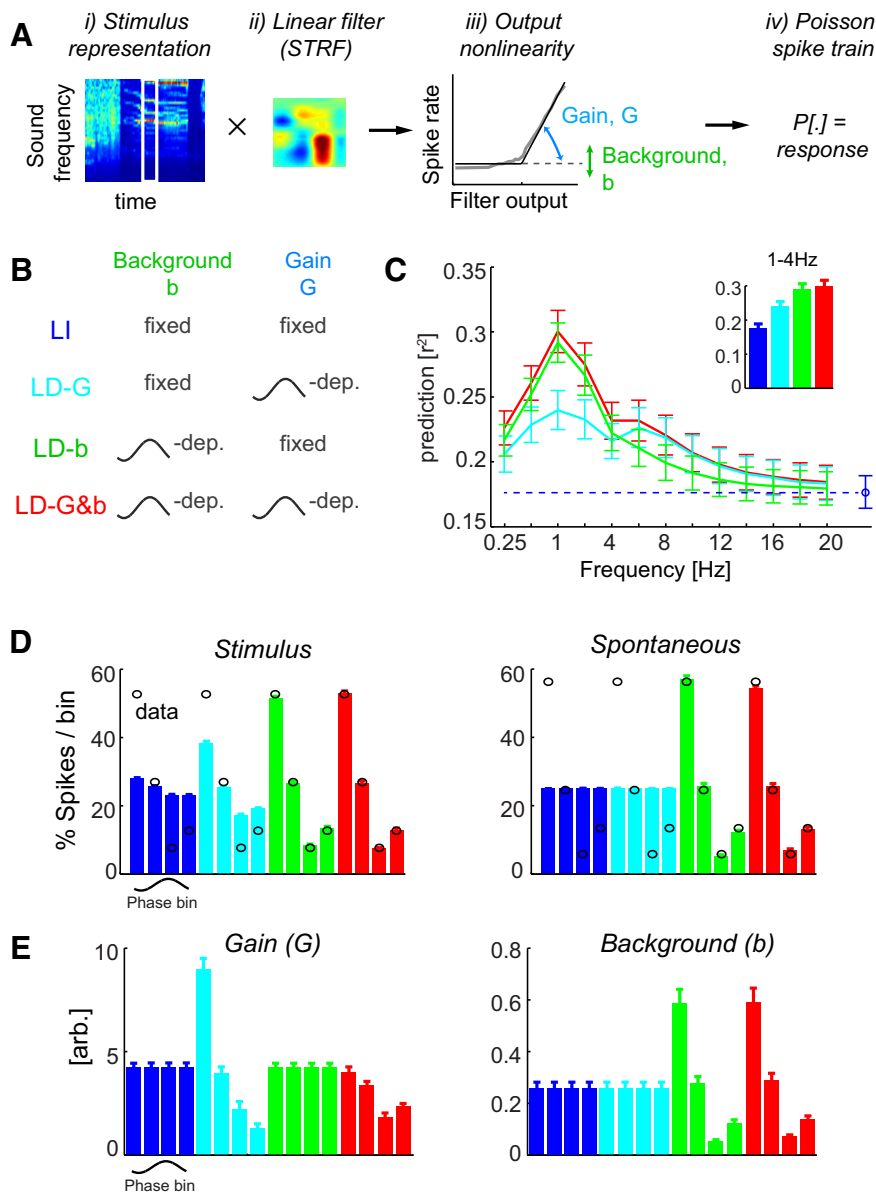 A
i) Stimulus
representation
ii) Linear filter
(STRF)
iii) Output
nonlinearity
iv) Poisson
spike train
Sound
frequency
time
×
Spike rate
Gain, G
Background,
b
Filter output
P[.] =
response
B
Background
b
Gain
G
LI
fixed
fixed
LD-G
fixed
-dep.
LD-b
-dep.
fixed
LD-G&b
-dep.
-dep.
C
0.35
0.3
0.25
0.2
0.15
prediction [r²]
0.25
1
4
8
12
16
20
Frequency [Hz]
1-4Hz
0.3
0.2
0.1
0
D
Stimulus
% Spikes / bin
60
40
20
0
data
Phase bin
Spontaneous
60
40
20
0
E
Gain (G)
[arb.]
10
5
0
Phase bin
Background (b)
0.8
0.6
0.4
0.2
0